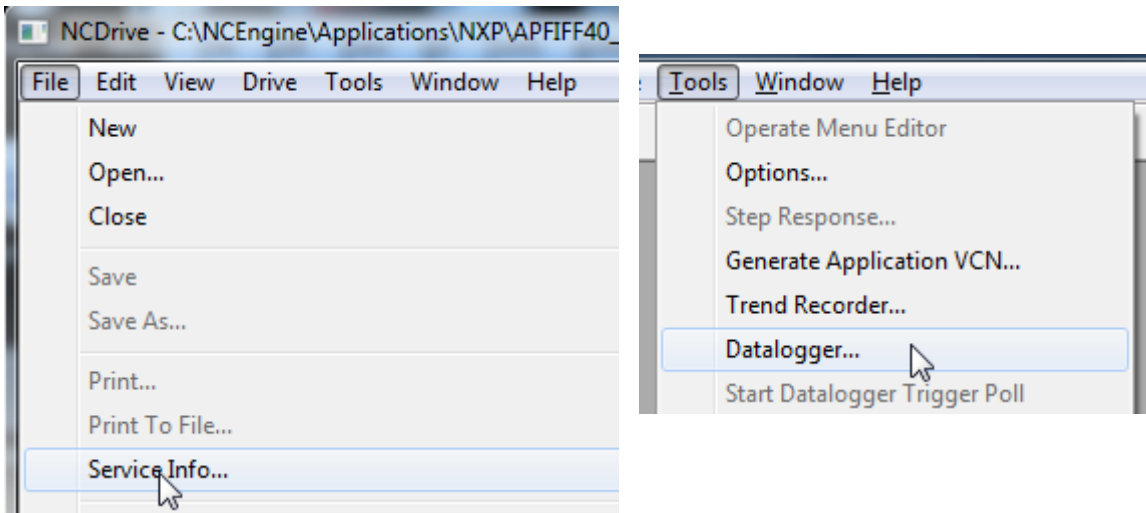 NCDrive - C:\NCEngine\Applications\NXP\APFIFF40_
File Edit View Drive Tools Window Help
New
Open...
Close
Save
Save As...
Print...
Print To File...
Service Info...
Tools Window Help
Operate Menu Editor
Options...
Step Response...
Generate Application VCN...
Trend Recorder...
Datalogger...
Start Datalogger Trigger Poll